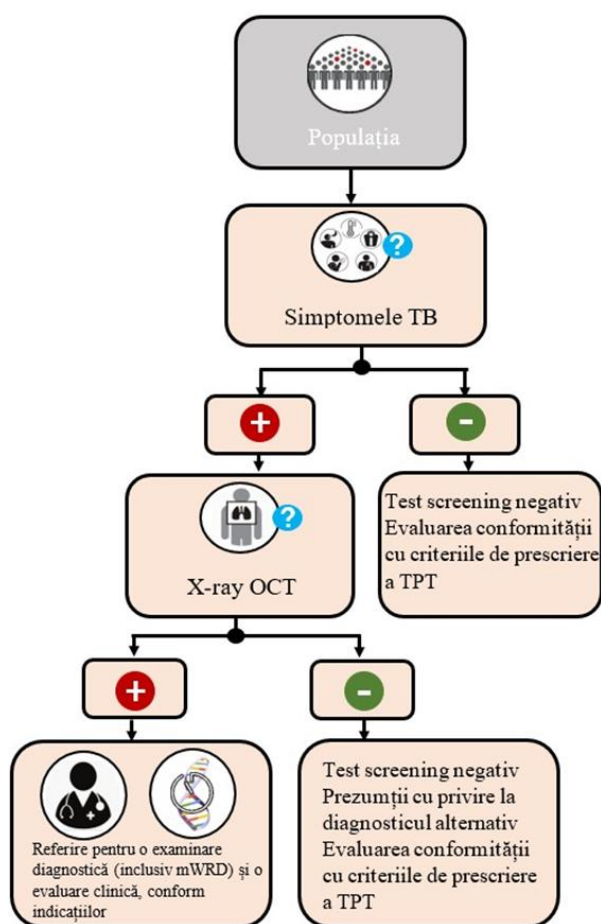 Populația
?
Simptomele TB
+
-
Test screening negativ
Evaluarea conformității
cu criteriile de prescriere
a TPT
?
X-ray OCT
+
-
Referire pentru o examinare
diagnostică (inclusiv mWRD) și o
evaluare clinică, conform
indicațiilor
Test screening negativ
Prezumții cu privire la
diagnosticul alternativ
Evaluarea conformității
cu criteriile de prescriere
a TPT